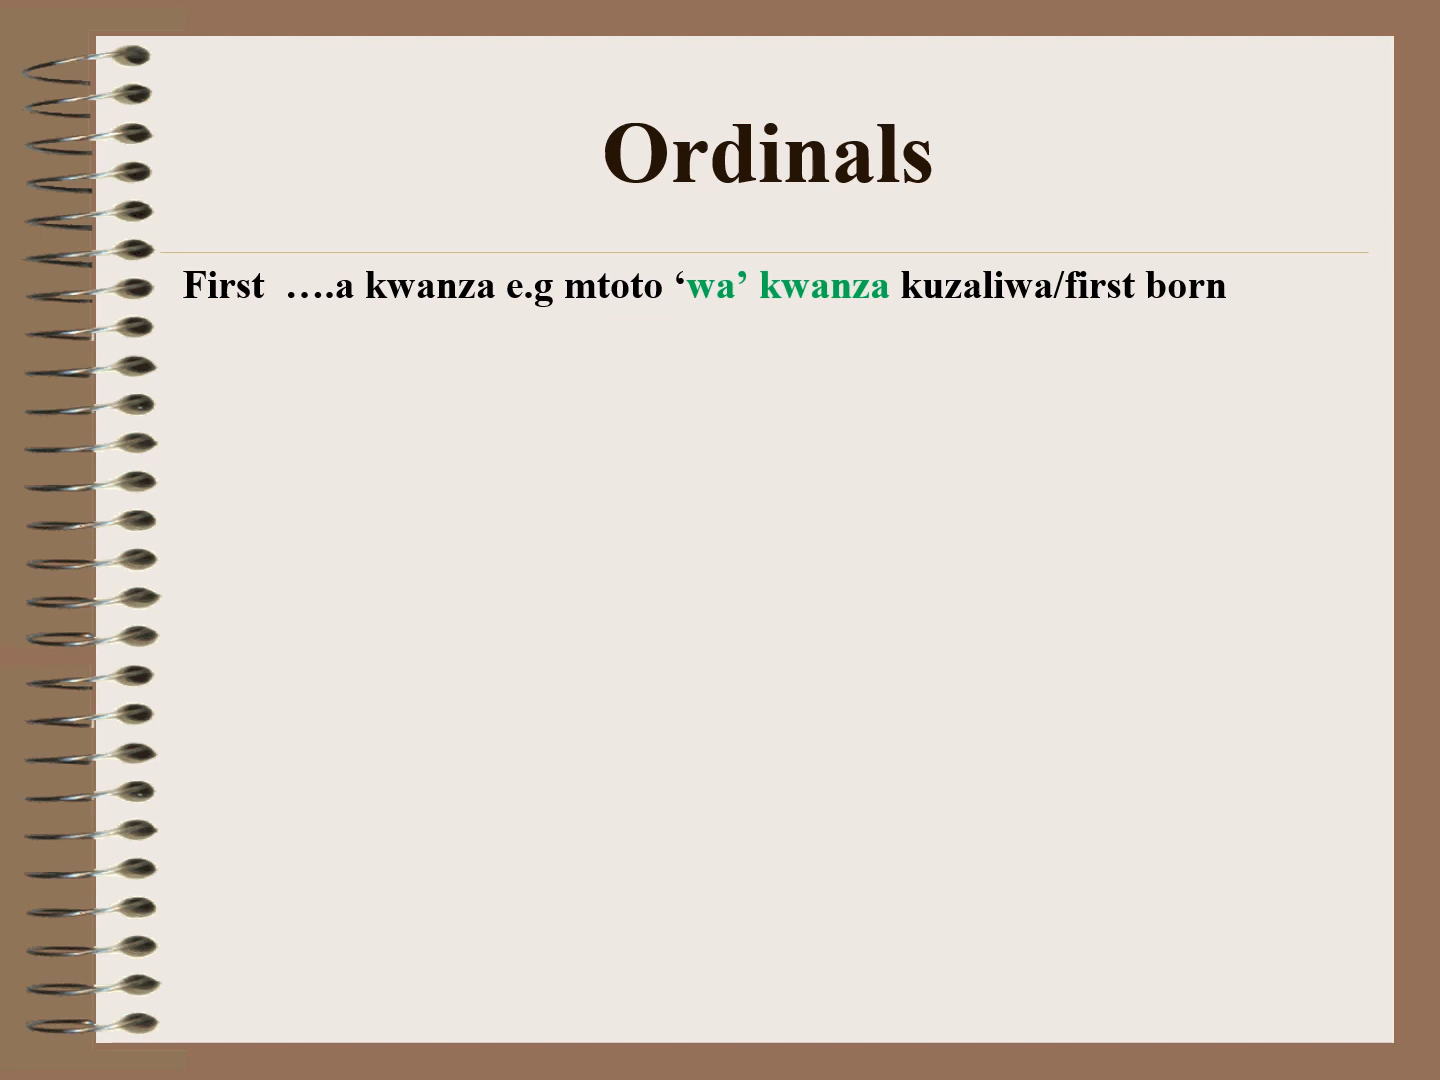 Ordinals
First  ….a kwanza e.g mtoto ‘wa’ kwanza kuzaliwa/first born